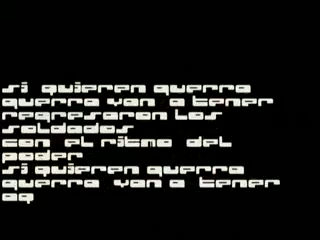 si quieren guerra
guerra van a tener
regresaron los
soldados
con el ritmo del
poder
si quieren guerra
guerra van a tener
aq